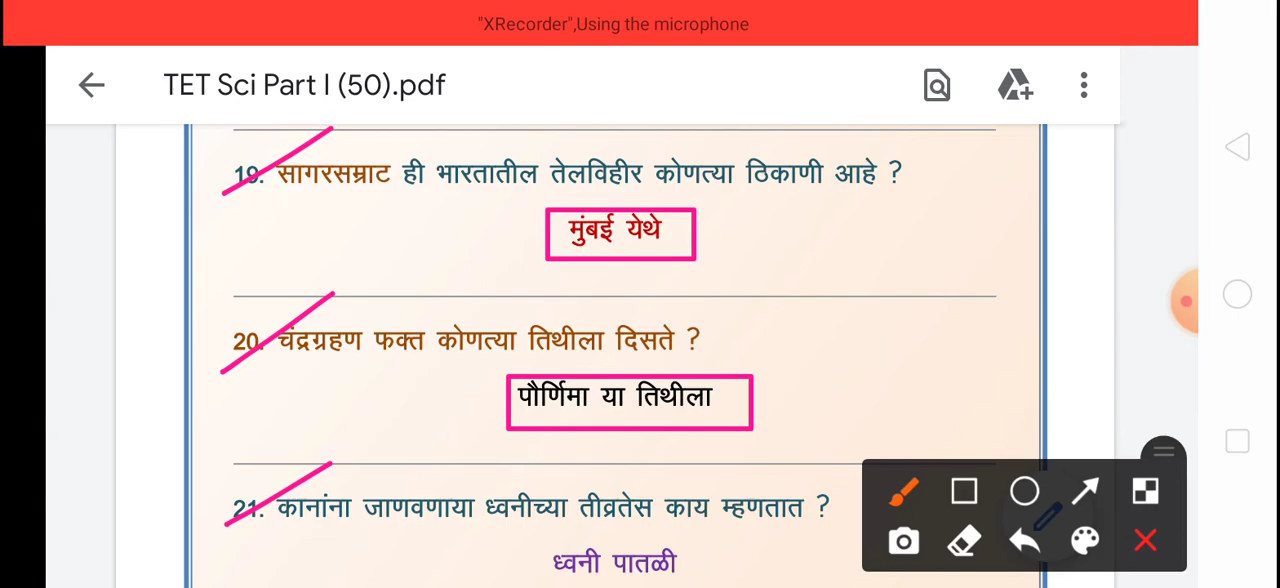 "XRecorder",Using the microphone
TET Sci Part I (50).pdf
19. सागरसम्राट ही भारतातील तेलविहीर कोणत्या ठिकाणी आहे ?
मुंबई येथे
20. चंद्रग्रहण फक्त कोणत्या तिथीला दिसते ?
पौर्णिमा या तिथीला
21. कानांना जाणवणाया ध्वनीच्या तीव्रतेस काय म्हणतात ?
ध्वनी पातळी